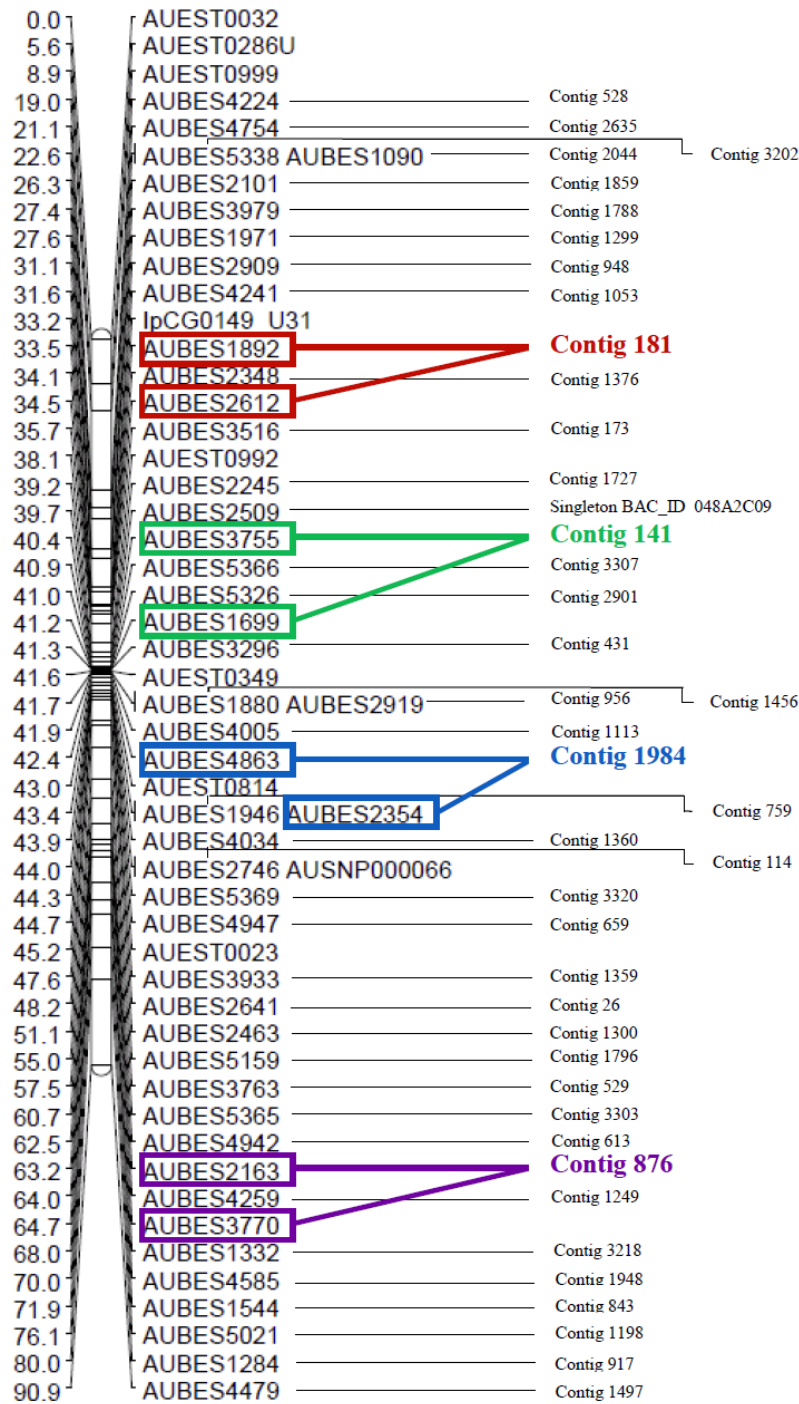 0.0 AUEST0032
5.6 AUEST0286U
8.9 AUEST0999
19.0 AUBES4224 Contig 528
21.1 AUBES4754 Contig 2635
22.6 AUBES5338 AUBES1090 Contig 2044 Contig 3202
26.3 AUBES2101 Contig 1859
27.4 AUBES3979 Contig 1788
27.6 AUBES1971 Contig 1299
31.1 AUBES2909 Contig 948
31.6 AUBES4241 Contig 1053
33.2 IpCG0149_U31
33.5 AUBES1892 Contig 181
34.1 AUBES2348 Contig 1376
34.5 AUBES2612
35.7 AUBES3516 Contig 173
38.1 AUEST0992
39.2 AUBES2245 Contig 1727
39.7 AUBES2509 Singleton BAC_ID 048A2C09
40.4 AUBES3755 Contig 141
40.9 AUBES5366 Contig 3307
41.0 AUBES5326 Contig 2901
41.2 AUBES1699
41.3 AUBES3296 Contig 431
41.6 AUEST0349
41.7 AUBES1880 AUBES2919 Contig 956 Contig 1456
41.9 AUBES4005 Contig 1113
42.4 AUBES4863 Contig 1984
43.0 AUEST0814
43.4 AUBES1946 AUBES2354 Contig 759
43.9 AUBES4034 Contig 1360
44.0 AUBES2746 AUSNP000066 Contig 114
44.3 AUBES5369 Contig 3320
44.7 AUBES4947 Contig 659
45.2 AUEST0023
47.6 AUBES3933 Contig 1359
48.2 AUBES2641 Contig 26
51.1 AUBES2463 Contig 1300
55.0 AUBES5159 Contig 1796
57.5 AUBES3763 Contig 529
60.7 AUBES5365 Contig 3303
62.5 AUBES4942 Contig 613
63.2 AUBES2163 Contig 876
64.0 AUBES4259 Contig 1249
64.7 AUBES3770
68.0 AUBES1332 Contig 3218
70.0 AUBES4585 Contig 1948
71.9 AUBES1544 Contig 843
76.1 AUBES5021 Contig 1198
80.0 AUBES1284 Contig 917
90.9 AUBES4479 Contig 1497